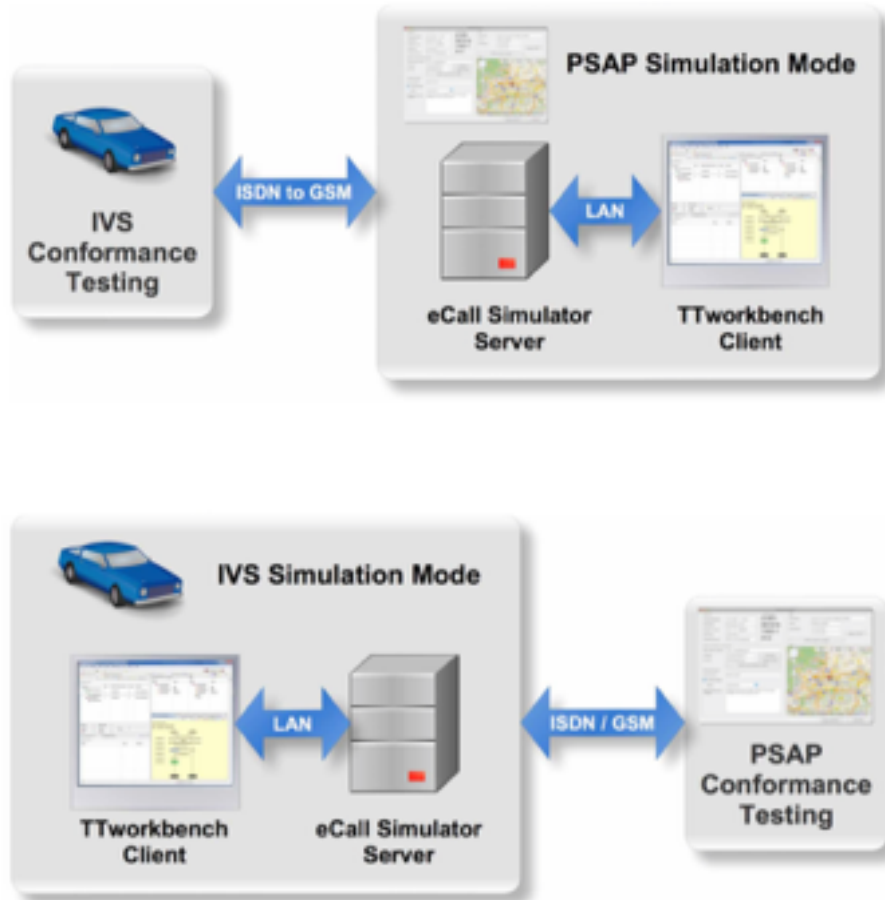 PSAP Simulation Mode
IVS
Conformance
Testing
ISDN to GSM
LAN
eCall Simulator
Server
TTworkbench
Client
IVS Simulation Mode
LAN
TTworkbench
Client
eCall Simulator
Server
ISDN / GSM
PSAP
Conformance
Testing